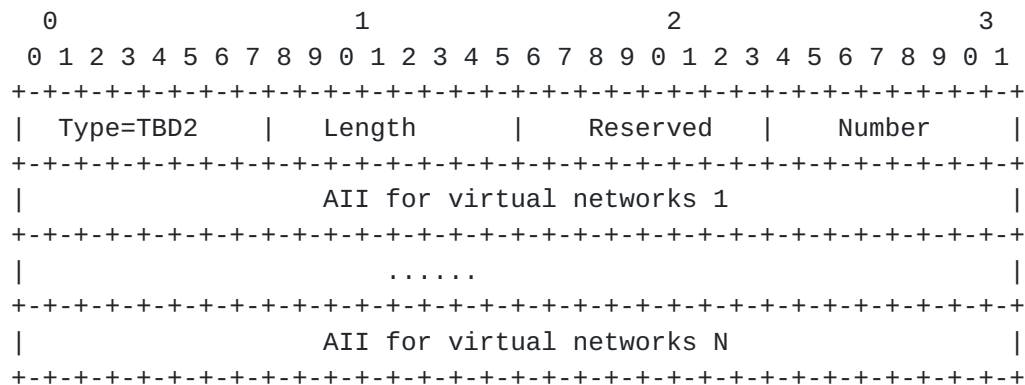 0                   1                   2                   3
 0 1 2 3 4 5 6 7 8 9 0 1 2 3 4 5 6 7 8 9 0 1 2 3 4 5 6 7 8 9 0 1
+-+-+-+-+-+-+-+-+-+-+-+-+-+-+-+-+-+-+-+-+-+-+-+-+-+-+-+-+-+-+-+-+
|  Type=TBD2    |   Length      |    Reserved   |    Number     |
+-+-+-+-+-+-+-+-+-+-+-+-+-+-+-+-+-+-+-+-+-+-+-+-+-+-+-+-+-+-+-+-+
|                   AII for virtual networks 1                  |
+-+-+-+-+-+-+-+-+-+-+-+-+-+-+-+-+-+-+-+-+-+-+-+-+-+-+-+-+-+-+-+-+
|                       ......                                  |
+-+-+-+-+-+-+-+-+-+-+-+-+-+-+-+-+-+-+-+-+-+-+-+-+-+-+-+-+-+-+-+-+
|                   AII for virtual networks N                  |
+-+-+-+-+-+-+-+-+-+-+-+-+-+-+-+-+-+-+-+-+-+-+-+-+-+-+-+-+-+-+-+-+